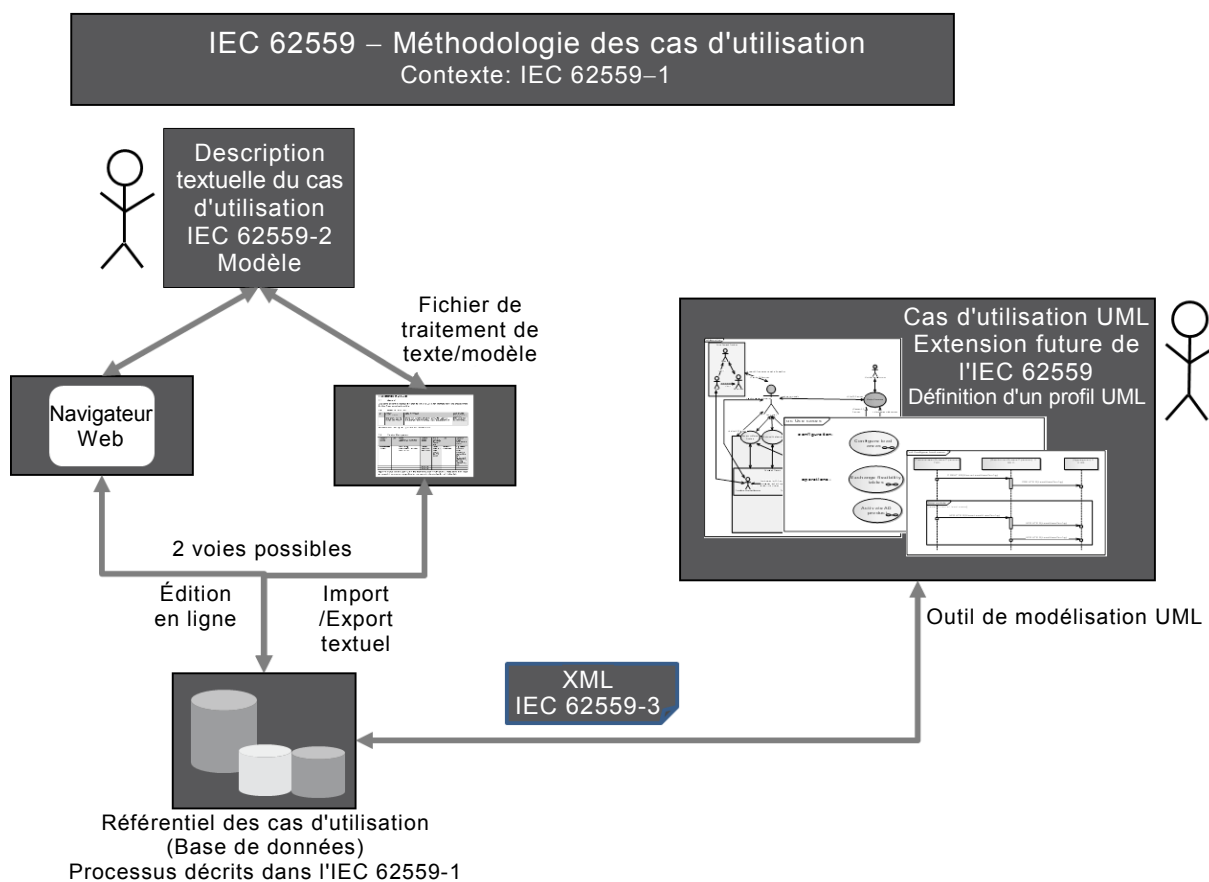 IEC 62559 – Méthodologie des cas d'utilisation
Contexte: IEC 62559–1
Description
textuelle du cas
d'utilisation
IEC 62559-2
Modèle
Fichier de
traitement de
texte/modèle
Navigateur
Web
Cas d'utilisation UML
Extension future de
l'IEC 62559
Définition d'un profil UML
2 voies possibles
Édition
en ligne
Import
/Export
textuel
Outil de modélisation UML
XML
IEC 62559-3
Référentiel des cas d'utilisation
(Base de données)
Processus décrits dans l'IEC 62559-1